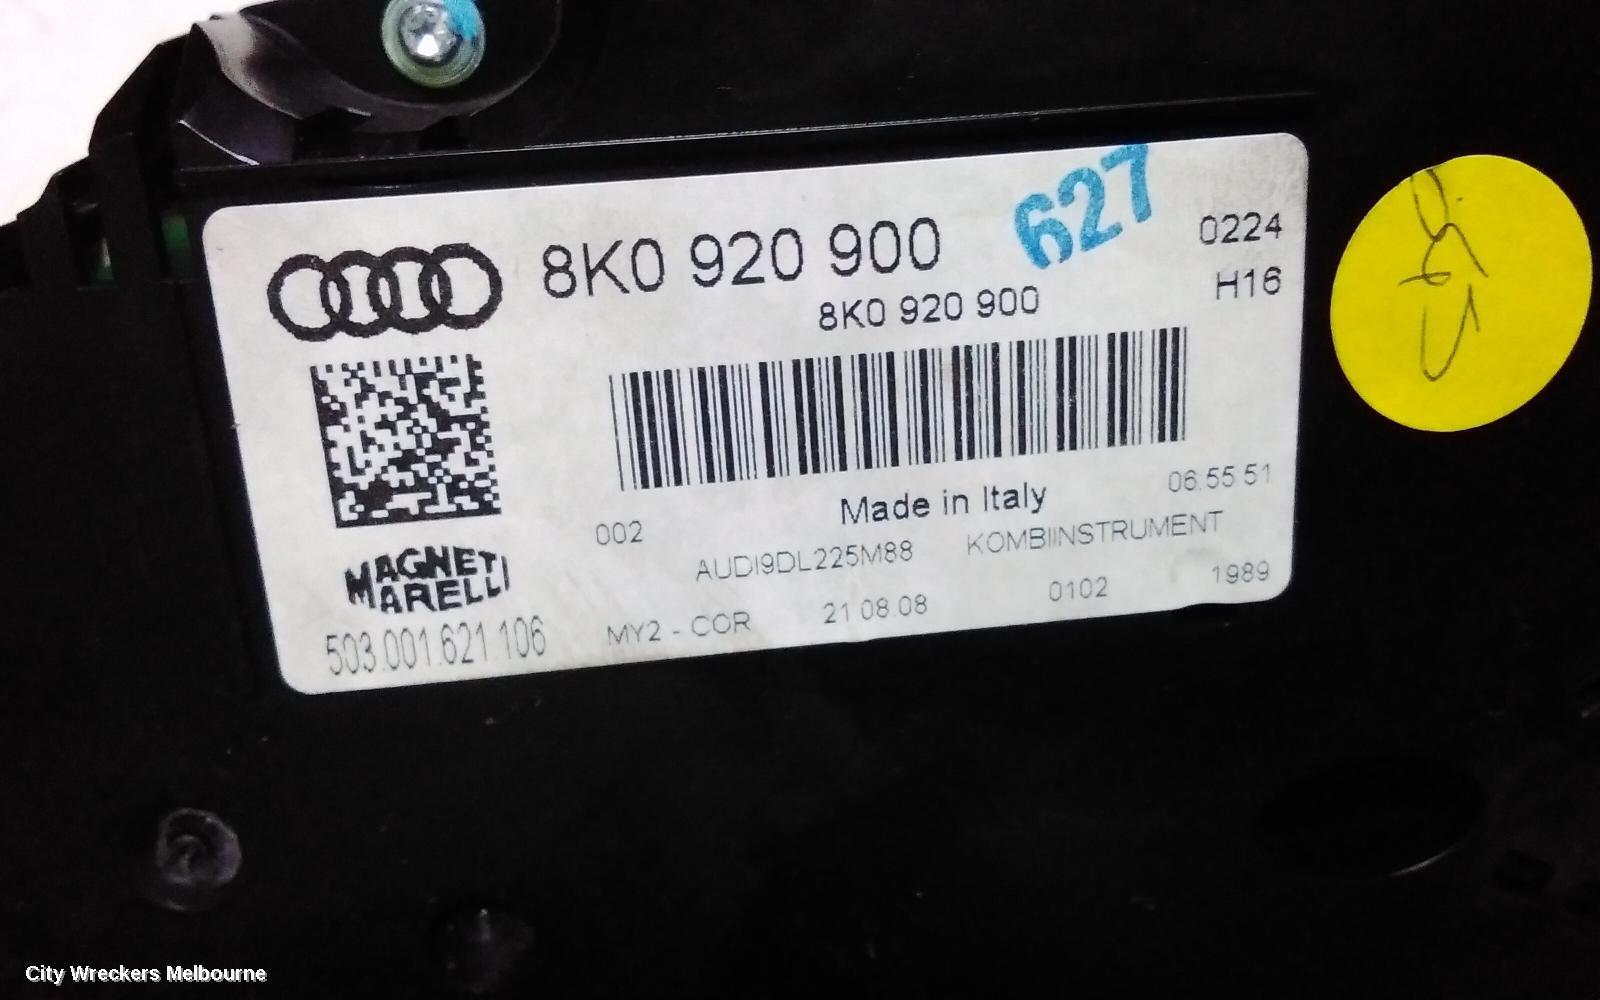 8K0 920 900
627
0224
8K0 920 900
H16
06.55 51
Made in Italy
002
AUDI9DL225M88
KOMBIINSTRUMENT
MAGNETI
MARELLI
503.001.621.106
MY2 - COR
21 08.08
0102
1989
City Wreckers Melbourne